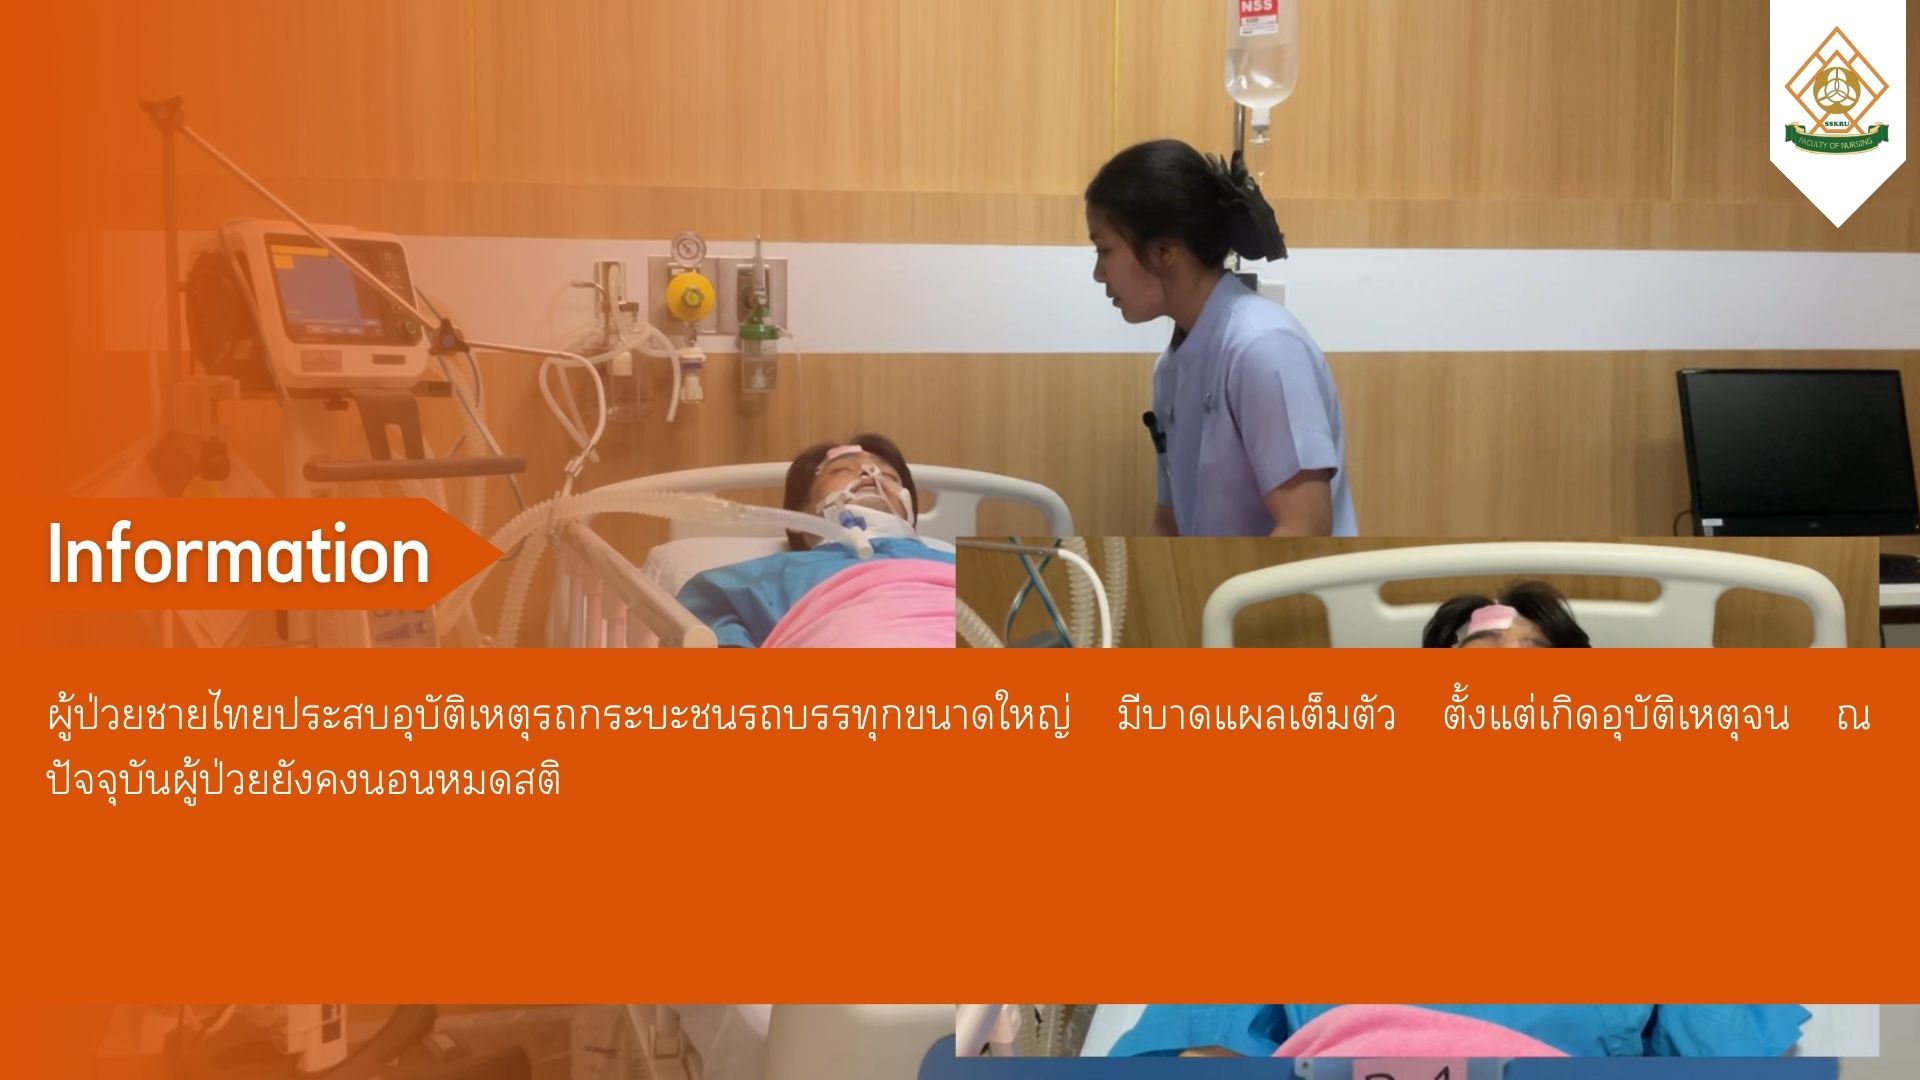 NSS
SSKRU
FACULTY OF NURSING
Information
ผู้ป่วยชายไทยประสบอุบัติเหตุรถกระบะชนรถบรรทุกขนาดใหญ่ มีบาดแผลเต็มตัว ตั้งแต่เกิดอุบัติเหตุจน ณ
ปัจจุบันผู้ป่วยยังคงนอนหมดสติ